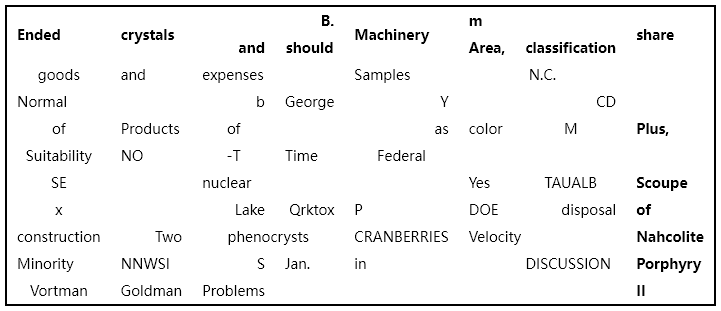 Ended crystals and B. should Machinery m Area, classification share
goods and expenses Samples N.C.
Normal b George Y CD
of Products of as color M Plus,
Suitability NO -T Time Federal
SE nuclear Yes TAUALB Scoupe
x Lake Qrktox P DOE disposal of
construction Two phenocrysts CRANBERRIES Velocity Nahcolite
Minority NNWSI S Jan. in DISCUSSION Porphyry
Vortman Goldman Problems II